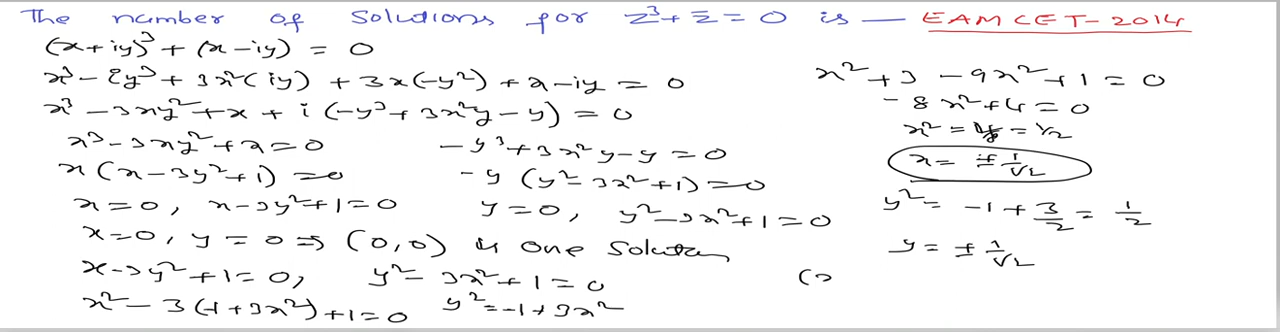 The number of Solutions for z³ + z̄ = 0 is — EAMCET-2014
(x+iy)³ + (x-iy) = 0
x³ - iy³ + 3x²(iy) + 3x(-y²) + x - iy = 0
x³ - 3xy² + x + i(-y³ + 3x²y - y) = 0
x³ - 3xy² + x = 0 - y³ + 3x²y - y = 0
x(x - 3y² + 1) = 0 - y(y² - 3x² + 1) = 0
x = 0, x - 3y² + 1 = 0 y = 0, y² - 3x² + 1 = 0
x = 0, y = 0 ⇒ (0,0) is one Solution
x - 3y² + 1 = 0, y² - 3x² + 1 = 0
x² - 3(-1 + 3x²) + 1 = 0 y² = -1 + 3x²
x² + 3 - 9x² + 1 = 0
- 8x² + 4 = 0
x² = 4/8 = 1/2
x = ± 1/√2
y² = -1 + 3/2 = 1/2
y = ± 1/√2
(